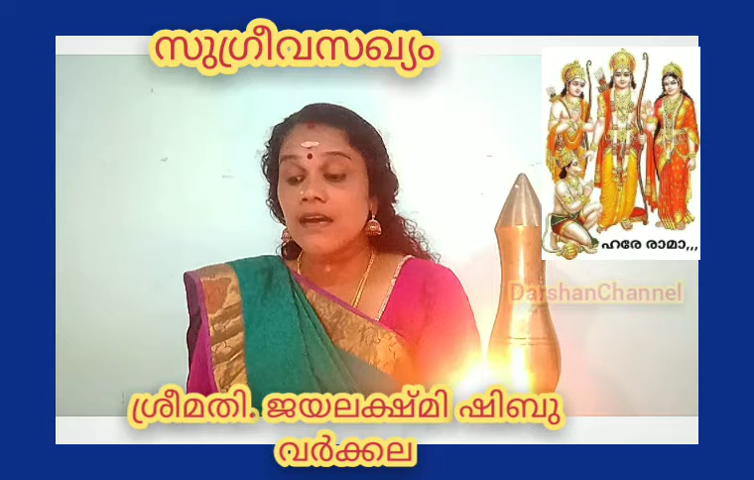 സുഗ്രീവസഖ്യം
ഹരേ രാമാ,,,
DarshanChannel
ശ്രീമതി. ജയലക്ഷ്മി ഷിബു
വർക്കല